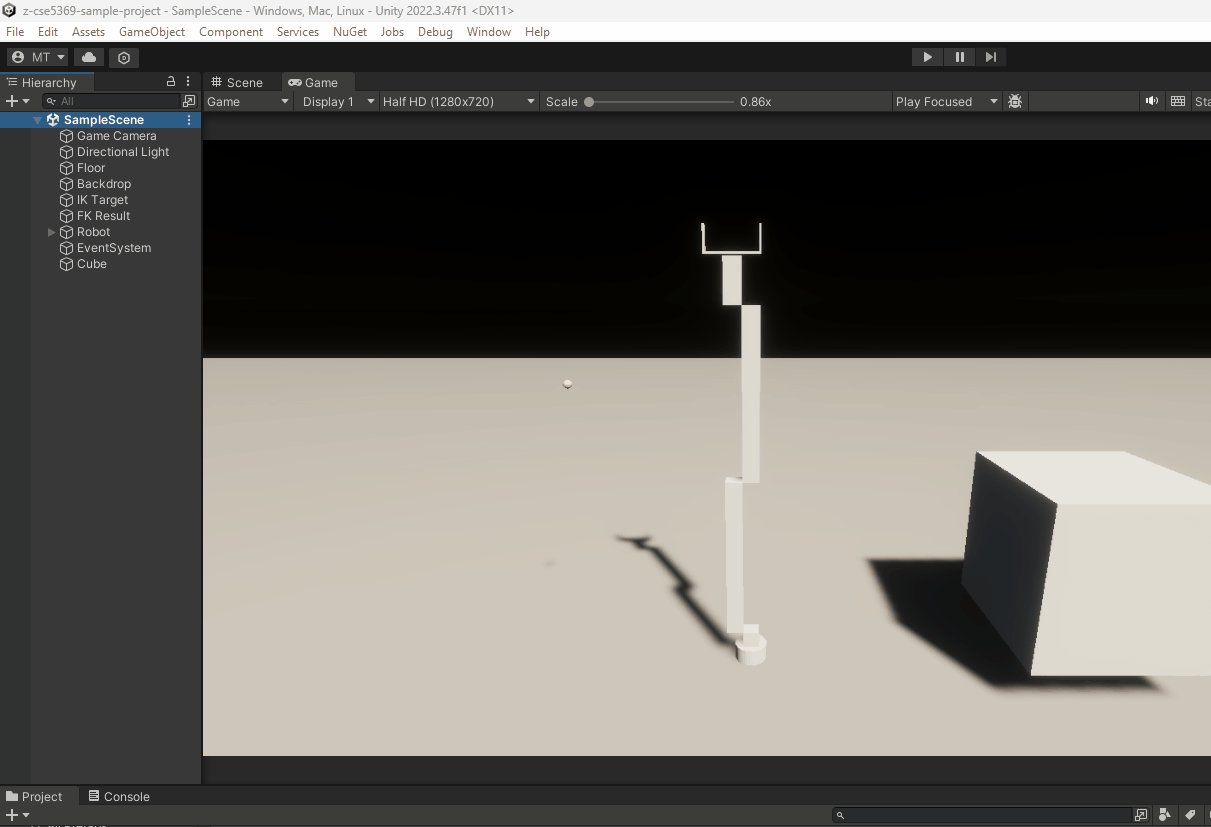 z-cse5369-sample-project - SampleScene - Windows, Mac, Linux - Unity 2022.3.47f1 <DX11>
File Edit Assets GameObject Component Services NuGet Jobs Debug Window Help
MT
Hierarchy
Scene Game
All
Game Display 1 Half HD (1280x720) Scale 0.86x Play Focused Sta
SampleScene
Game Camera
Directional Light
Floor
Backdrop
IK Target
FK Result
Robot
EventSystem
Cube
Project Console